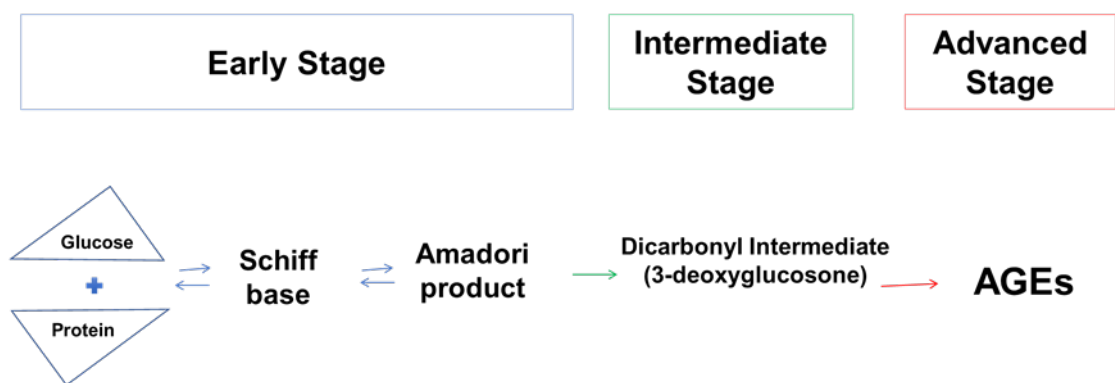 Early Stage
Intermediate
Stage
Advanced
Stage
Glucose
Protein
Schiff
base
Amadori
product
Dicarbonyl Intermediate
(3-deoxyglucosone)
AGEs